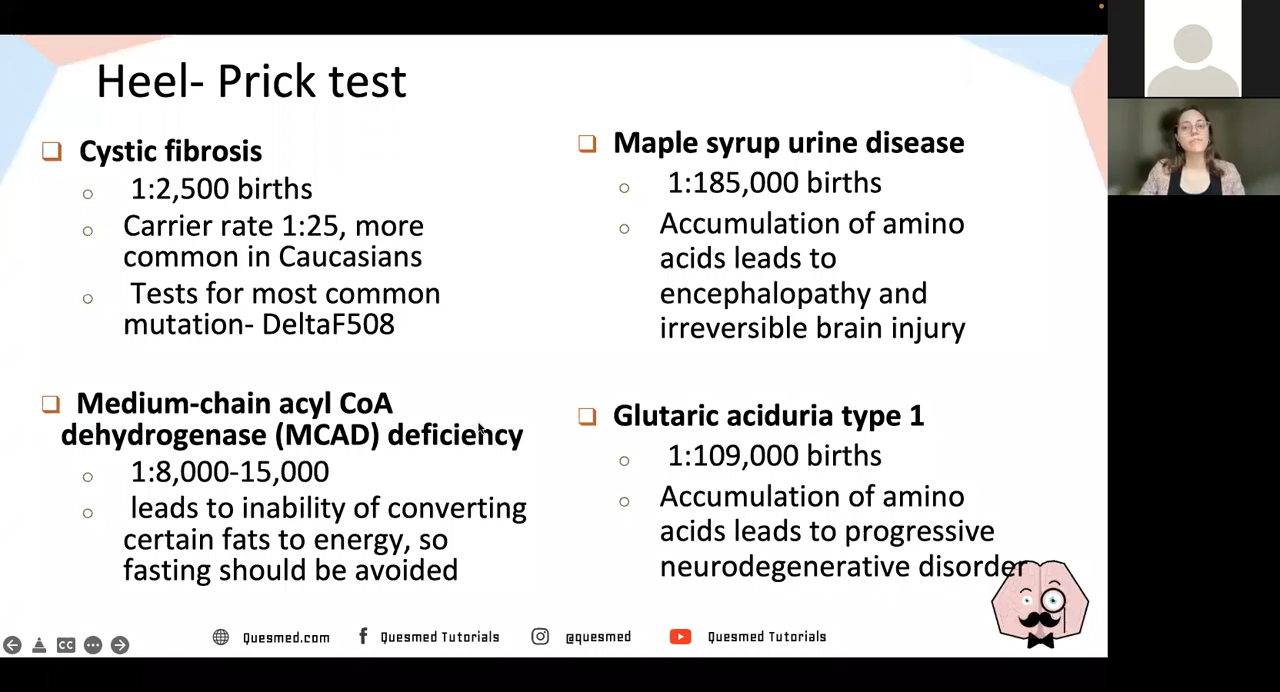 Heel- Prick test
Cystic fibrosis
1:2,500 births
Carrier rate 1:25, more
common in Caucasians
Tests for most common
mutation- DeltaF508
Medium-chain acyl CoA
dehydrogenase (MCAD) deficiency
1:8,000-15,000
leads to inability of converting
certain fats to energy, so
fasting should be avoided
Maple syrup urine disease
1:185,000 births
Accumulation of amino
acids leads to
encephalopathy and
irreversible brain injury
Glutaric aciduria type 1
1:109,000 births
Accumulation of amino
acids leads to progressive
neurodegenerative disorder
CC
Quesmed.com
Quesmed Tutorials
@quesmed
Quesmed Tutorials